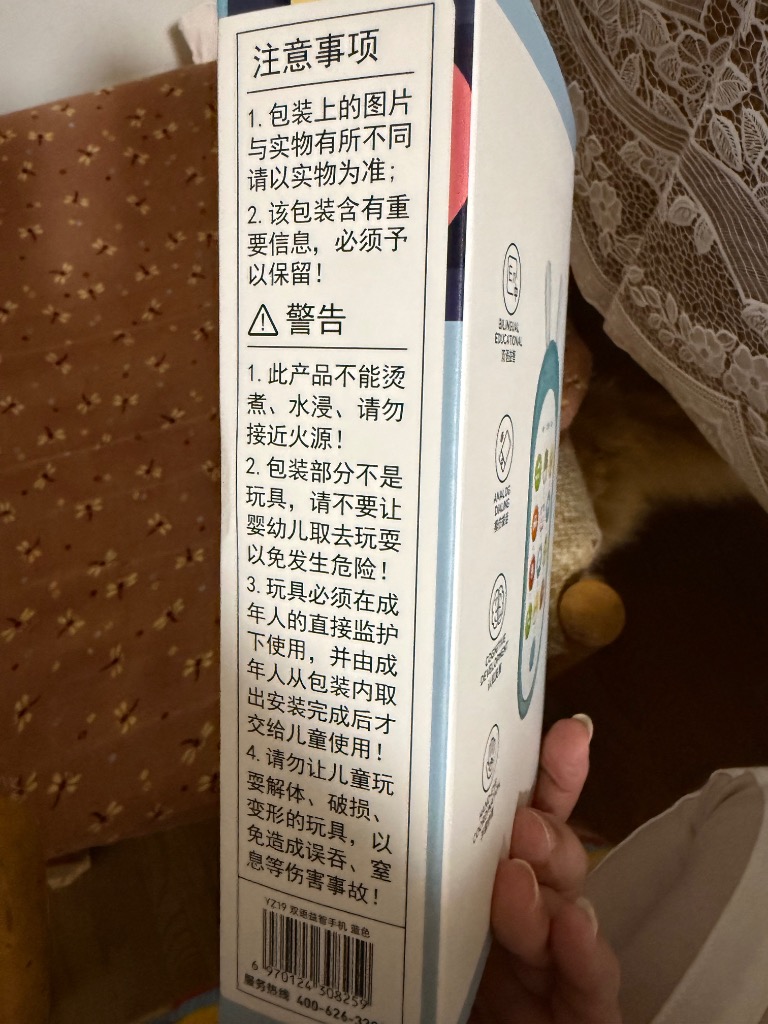 注意事项
1. 包装上的图片
与实物有所不同
请以实物为准；
2. 该包装含有重
要信息，必须予
以保留！
警告
1. 此产品不能烫
煮、水浸、请勿
接近火源！
2. 包装部分不是
玩具，请不要让
婴幼儿取去玩耍
以免发生危险！
3. 玩具必须在成
年人的直接监护
下使用，并由成
年人从包装内取
出安装完成后才
交给儿童使用！
4. 请勿让儿童玩
耍解体、破损、
变形的玩具，以
免造成误吞、窒
息等伤害事故！
YZ19 双语益智手机 蓝色
6 970124 308259
服务热线 400-626-
BILINGUAL
EDUCATIONAL
双语益智
ANALOG
DIALING
COGNITIVE
DEVELOPMENT